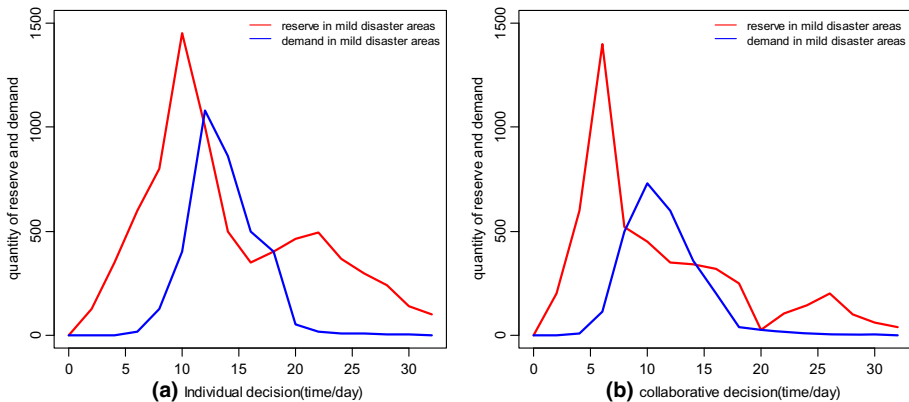 1500
1000
500
0
quantity of reserve and demand
reserve in mild disaster areas
demand in mild disaster areas
0 5 10 15 20 25 30
(a) Individual decision(time/day)
1500
1000
500
0
quantity of reserve and demand
reserve in mild disaster areas
demand in mild disaster areas
0 5 10 15 20 25 30
(b) collaborative decision(time/day)